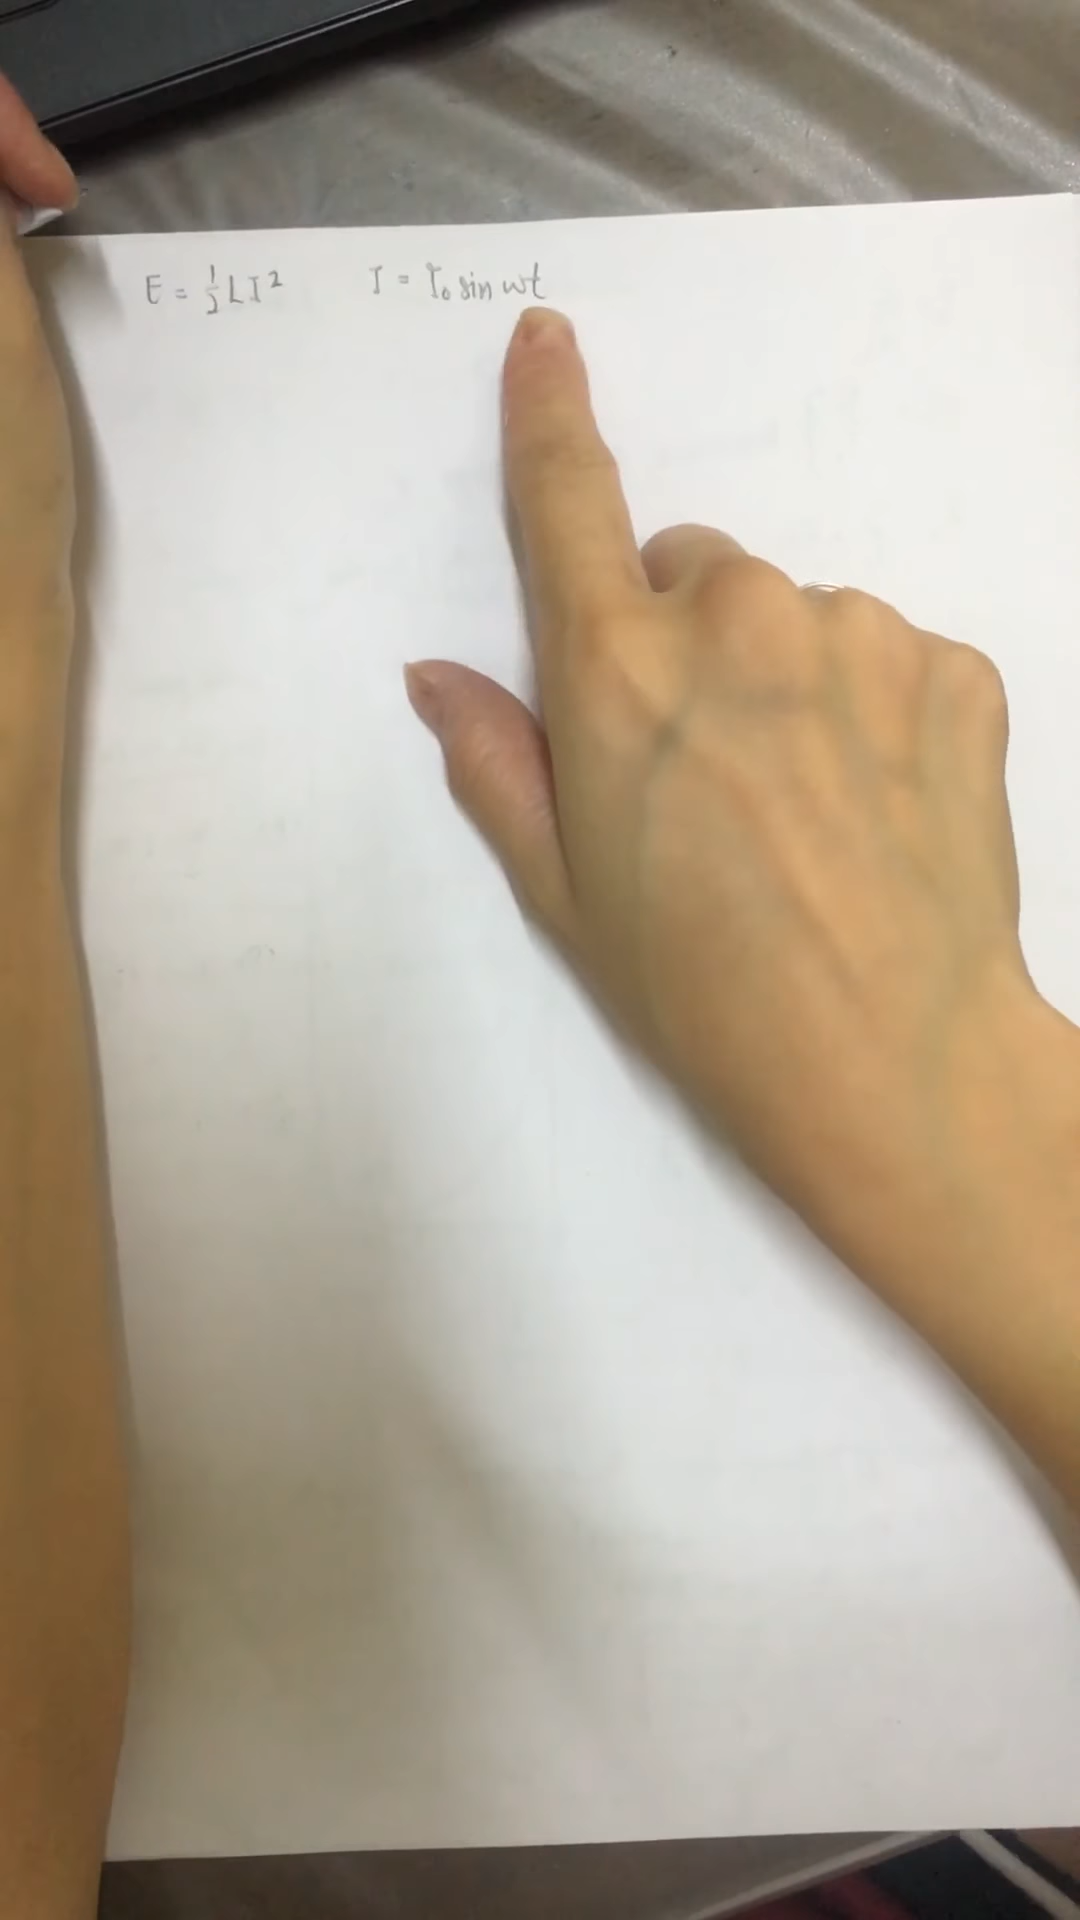 E = ½LI² I = I₀ sin ωt